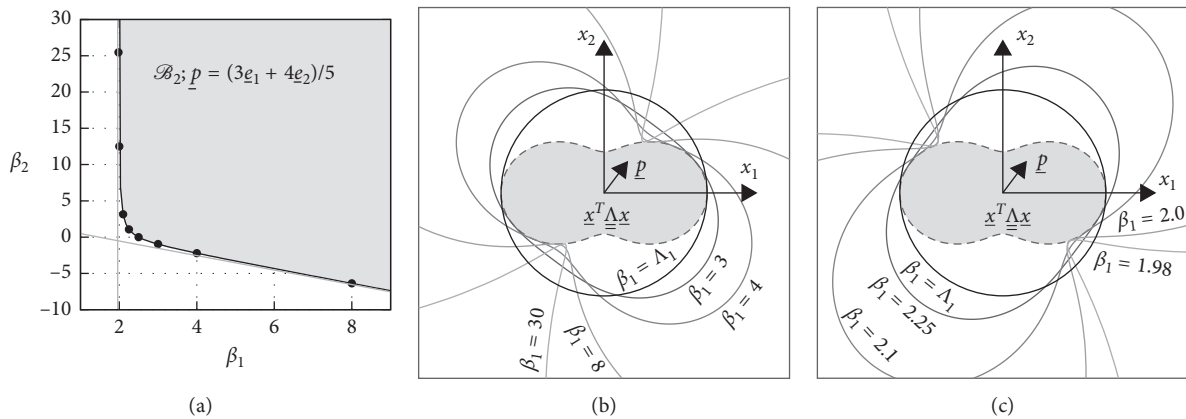 30
25
20
15
10
5
0
−5
−10
β2
ℬ2; p = (3e1 + 4e2)/5
2
4
6
8
β1
(a)
x2
x1
p
xᵀΛx
β1 = Λ1
β1 = 3
β1 = 4
β1 = 8
β1 = 30
(b)
x2
x1
p
xᵀΛx
β1 = 2.0
β1 = 1.98
β1 = Λ1
β1 = 2.25
β1 = 2.1
(c)